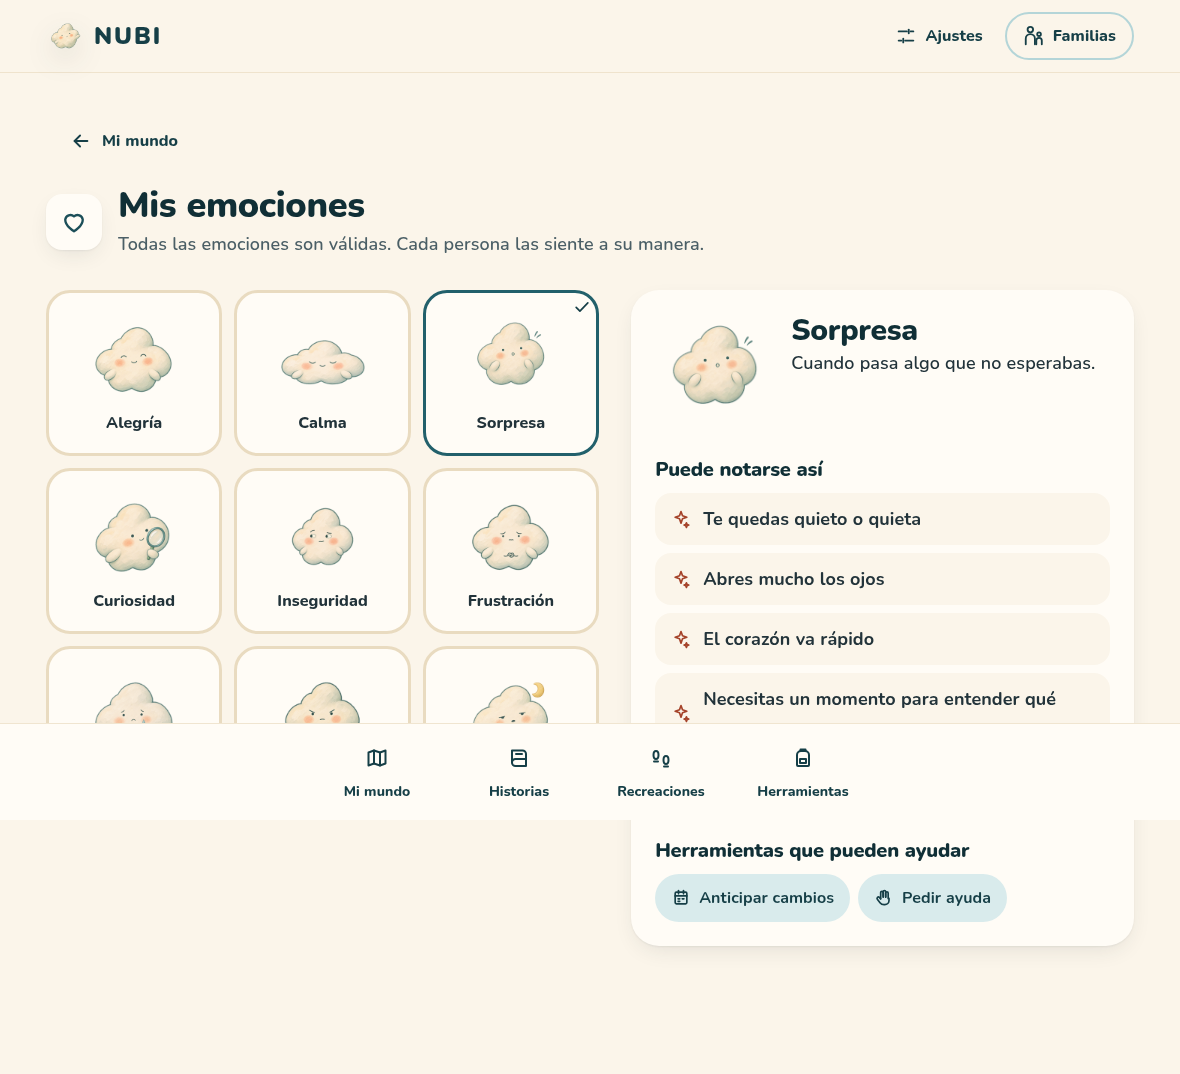 NUBI
Ajustes
Familias
Mi mundo
Mis emociones
Todas las emociones son válidas. Cada persona las siente a su manera.
Alegría
Calma
Sorpresa
Curiosidad
Inseguridad
Frustración
Sorpresa
Cuando pasa algo que no esperabas.
Puede notarse así
Te quedas quieto o quieta
Abres mucho los ojos
El corazón va rápido
Necesitas un momento para entender qué
Mi mundo
Historias
Recreaciones
Herramientas
Herramientas que pueden ayudar
Anticipar cambios
Pedir ayuda